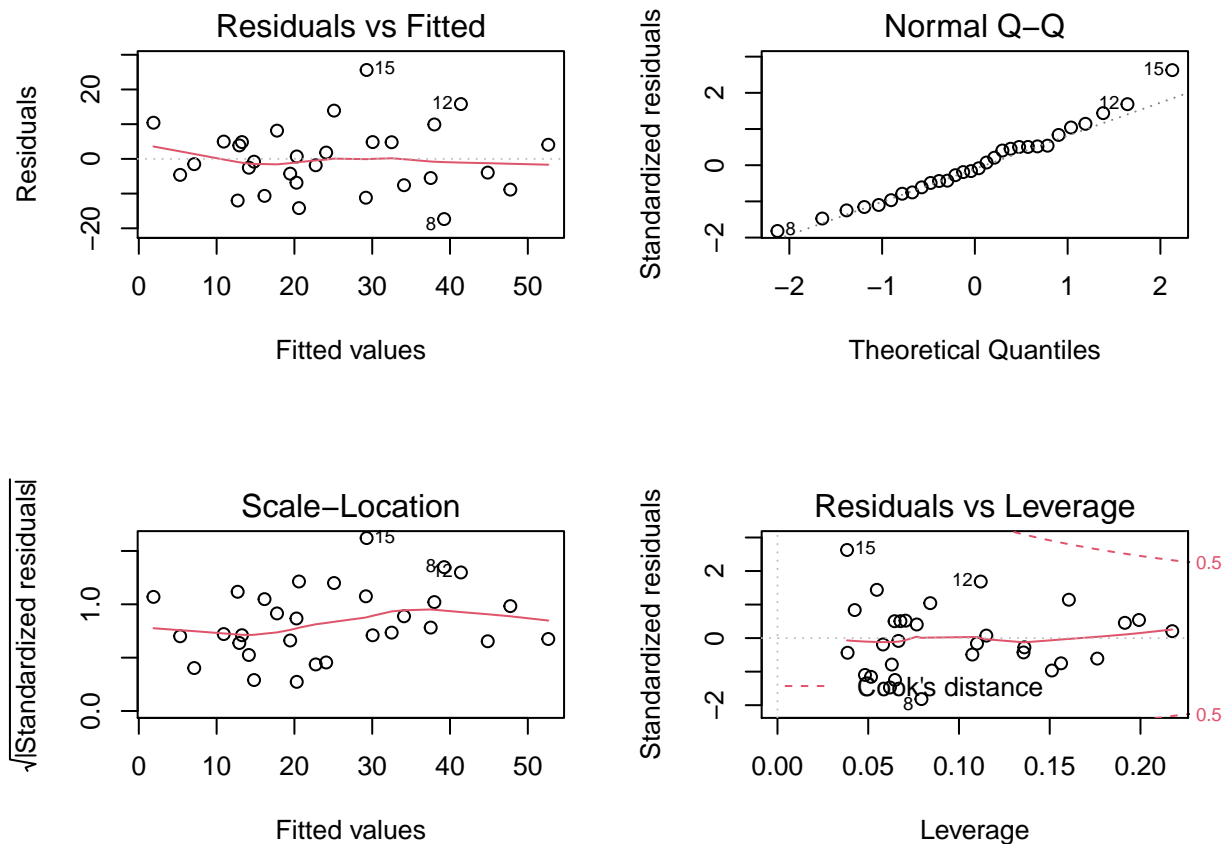 Residuals vs Fitted
Residuals
20
0
−20
15
12
8
0 10 20 30 40 50
Fitted values
Normal Q−Q
Standardized residuals
2
0
−2
15
12
8
−2 −1 0 1 2
Theoretical Quantiles
Scale−Location
√|Standardized residuals|
1.0
0.0
15
8
12
0 10 20 30 40 50
Fitted values
Residuals vs Leverage
Standardized residuals
2
0
−2
15
12
8
Cook's distance
0.5
0.5
0.00 0.05 0.10 0.15 0.20
Leverage